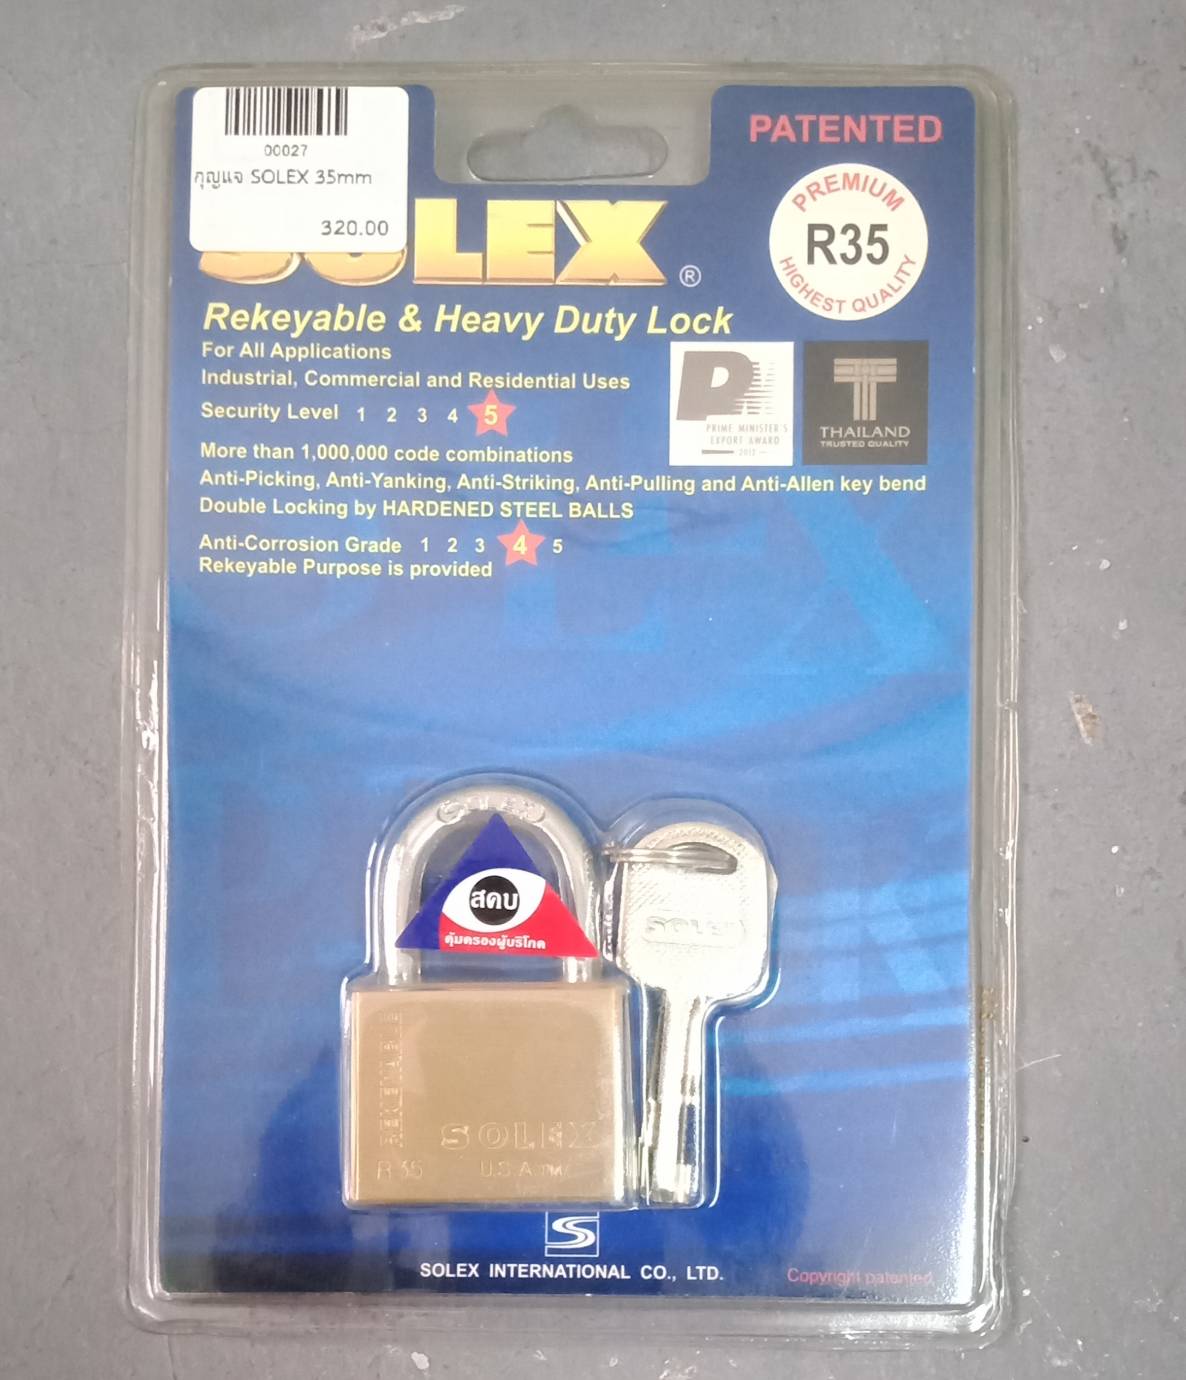 00027
กุญแจ SOLEX 35mm
320.00
PATENTED
PREMIUM
R35
HIGHEST QUALITY
SOLEX ®
Rekeyable & Heavy Duty Lock
For All Applications
Industrial, Commercial and Residential Uses
Security Level 1 2 3 4 5
PRIME MINISTER'S
EXPORT AWARD
2012
THAILAND
TRUSTED QUALITY
More than 1,000,000 code combinations
Anti-Picking, Anti-Yanking, Anti-Striking, Anti-Pulling and Anti-Allen key bend
Double Locking by HARDENED STEEL BALLS
Anti-Corrosion Grade 1 2 3 4 5
Rekeyable Purpose is provided
SOLEX
สคบ
คุ้มครองผู้บริโภค
SOLEX
REKEYABLE
SOLEX
R 35 U.S.A TM
SOLEX INTERNATIONAL CO., LTD.
Copyright patented